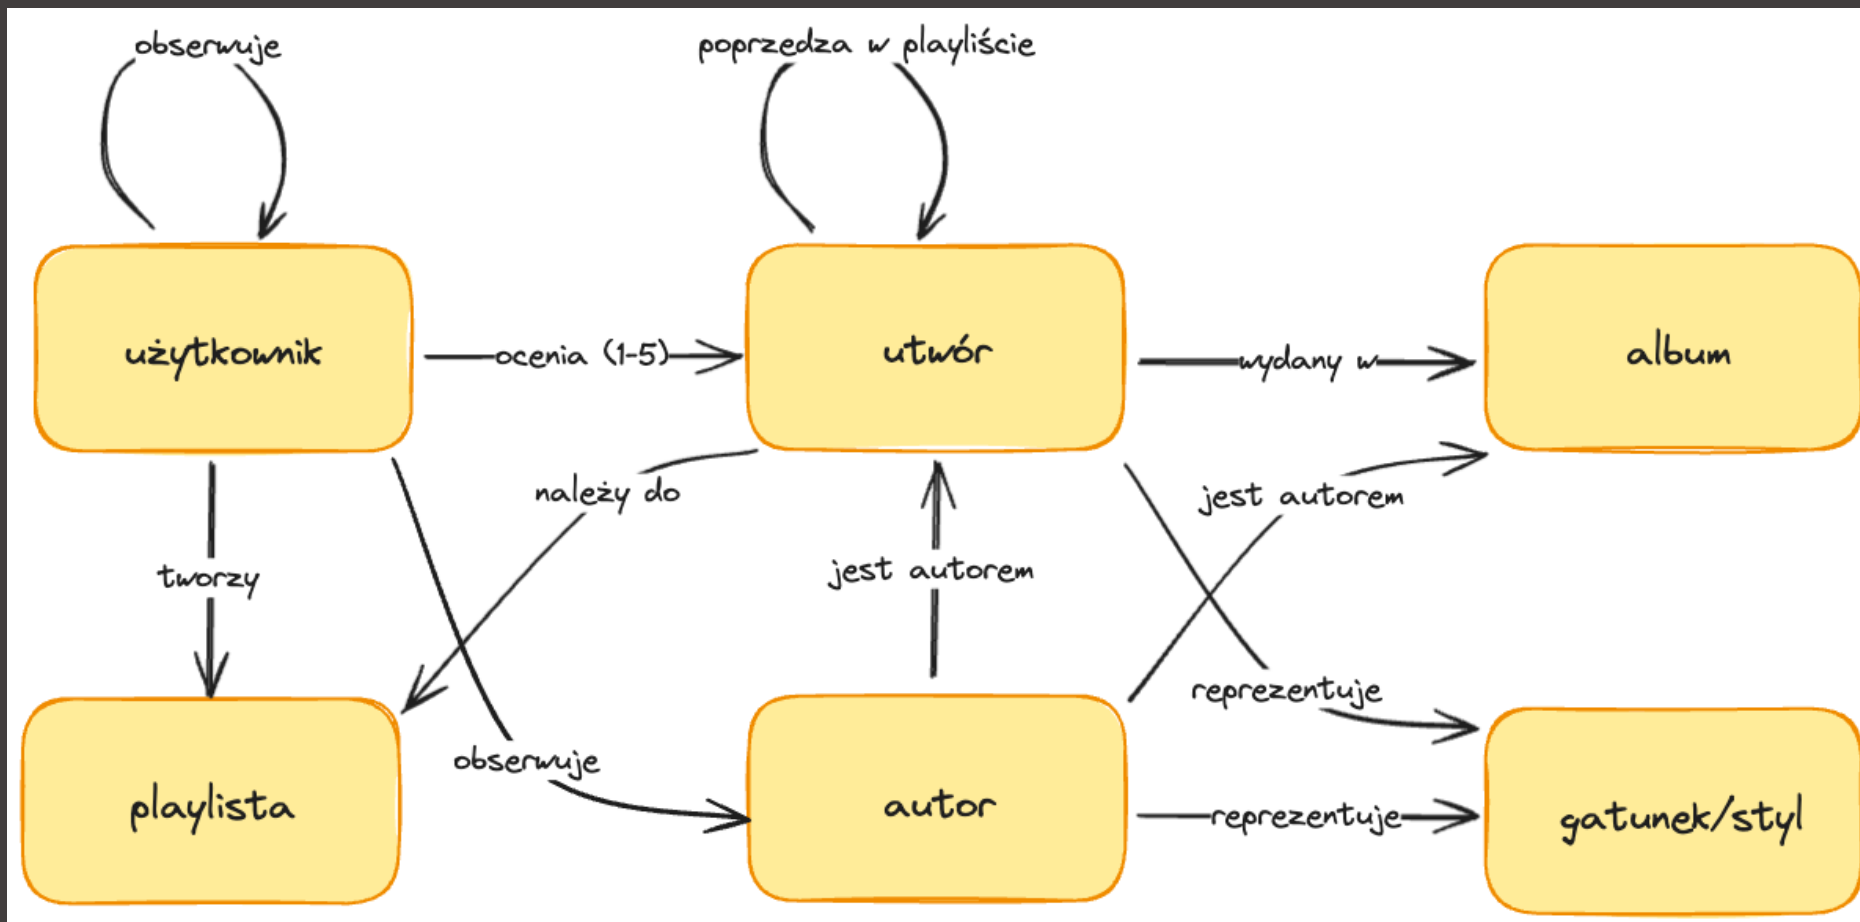 obserwuje
poprzedza w playliście
użytkownik
ocenia (1-5)
utwór
wydany w
album
należy do
jest autorem
tworzy
jest autorem
reprezentuje
obserwuje
playlista
autor
reprezentuje
gatunek/styl